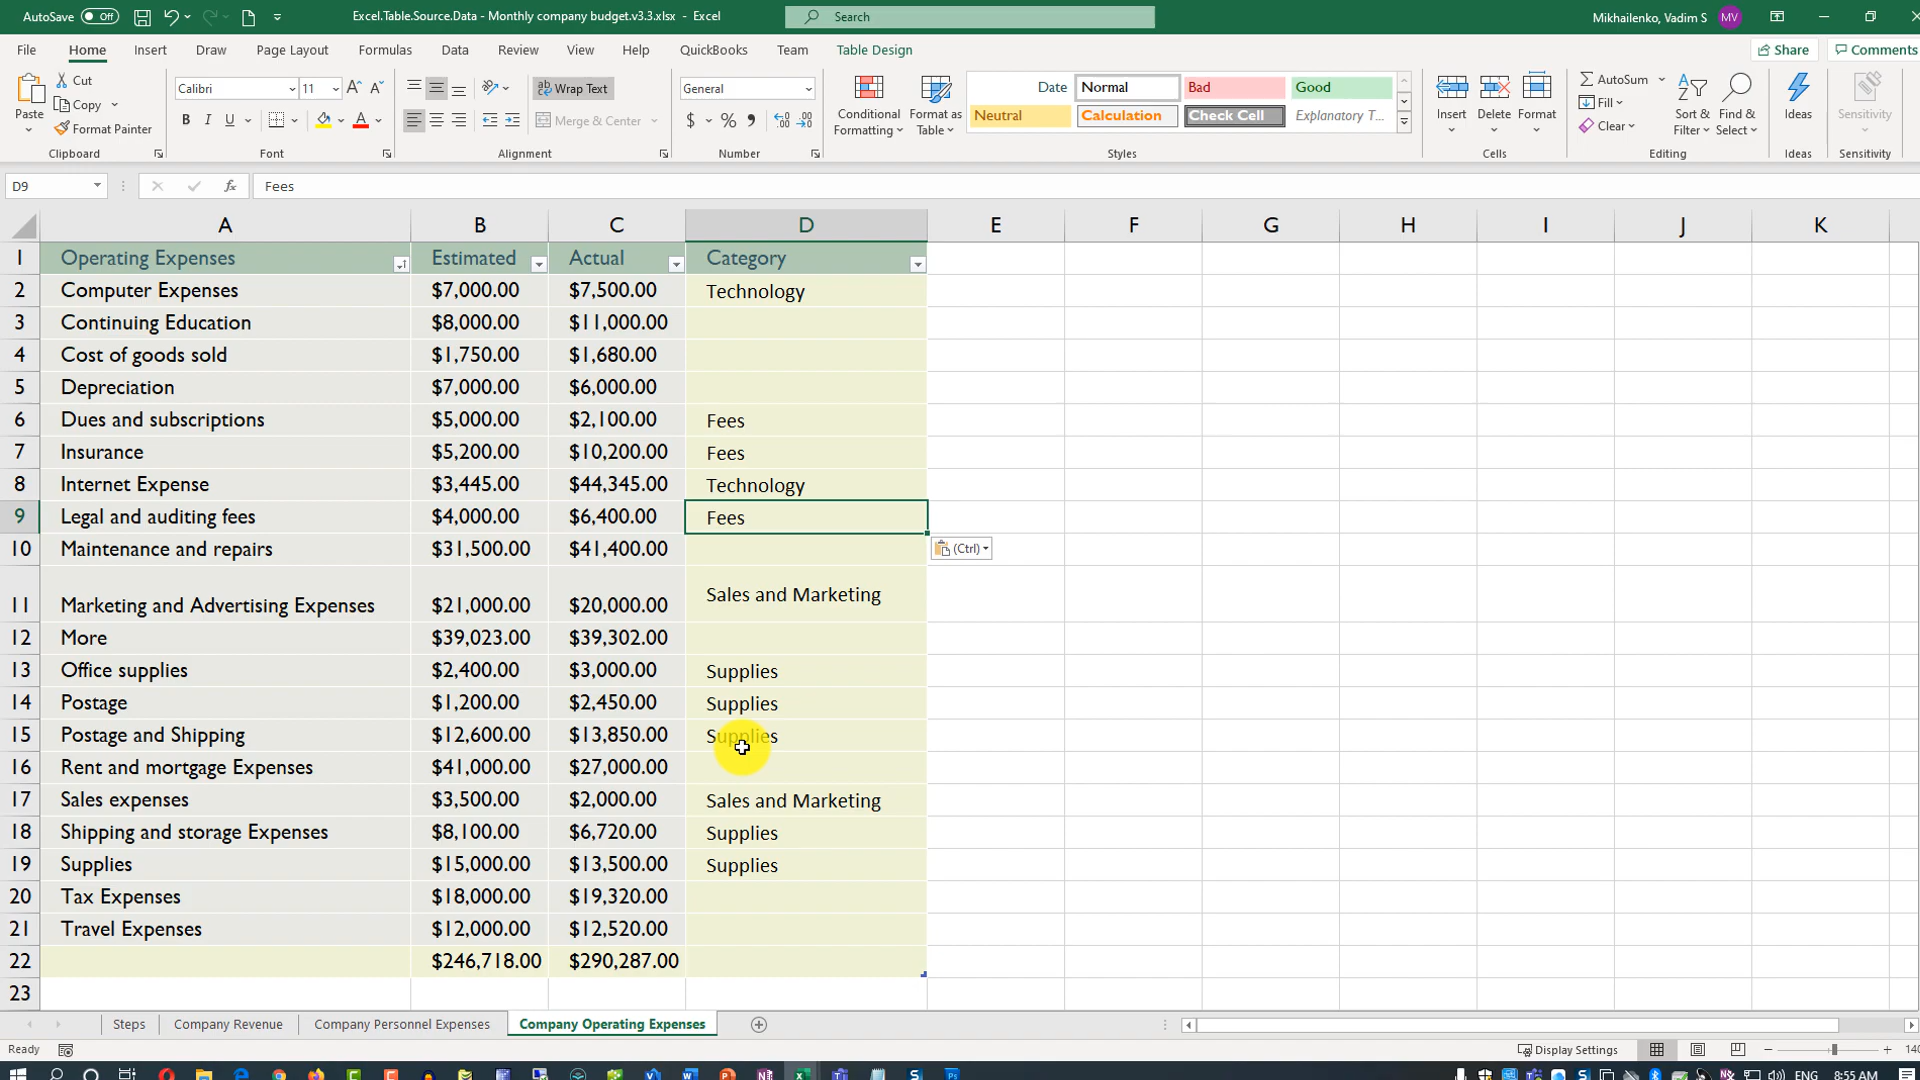 AutoSave Off Excel.Table.Source.Data - Monthly company budget.v3.3.xlsx - Excel Search Mikhailenko, Vadim S MV
File Home Insert Draw Page Layout Formulas Data Review View Help QuickBooks Team Table Design Share Comments
Paste Cut Copy Format Painter Clipboard
Calibri 11 B I U A Font
Wrap Text Merge & Center Alignment
General $ % Number
Conditional Formatting Format as Table
Date Normal Bad Good
Neutral Calculation Check Cell Explanatory T...
Styles
Insert Delete Format Cells
AutoSum Fill Clear Sort & Filter Find & Select Editing
Ideas Ideas Sensitivity Sensitivity
D9 fx Fees
A B C D E F G H I J K
1 Operating Expenses Estimated Actual Category
2 Computer Expenses $7,000.00 $7,500.00 Technology
3 Continuing Education $8,000.00 $11,000.00
4 Cost of goods sold $1,750.00 $1,680.00
5 Depreciation $7,000.00 $6,000.00
6 Dues and subscriptions $5,000.00 $2,100.00 Fees
7 Insurance $5,200.00 $10,200.00 Fees
8 Internet Expense $3,445.00 $44,345.00 Technology
9 Legal and auditing fees $4,000.00 $6,400.00 Fees
10 Maintenance and repairs $31,500.00 $41,400.00 (Ctrl)
11 Marketing and Advertising Expenses $21,000.00 $20,000.00 Sales and Marketing
12 More $39,023.00 $39,302.00
13 Office supplies $2,400.00 $3,000.00 Supplies
14 Postage $1,200.00 $2,450.00 Supplies
15 Postage and Shipping $12,600.00 $13,850.00 Supplies
16 Rent and mortgage Expenses $41,000.00 $27,000.00
17 Sales expenses $3,500.00 $2,000.00 Sales and Marketing
18 Shipping and storage Expenses $8,100.00 $6,720.00 Supplies
19 Supplies $15,000.00 $13,500.00 Supplies
20 Tax Expenses $18,000.00 $19,320.00
21 Travel Expenses $12,000.00 $12,520.00
22 $246,718.00 $290,287.00
23
Steps Company Revenue Company Personnel Expenses Company Operating Expenses
Ready Display Settings
ENG 8:55 AM